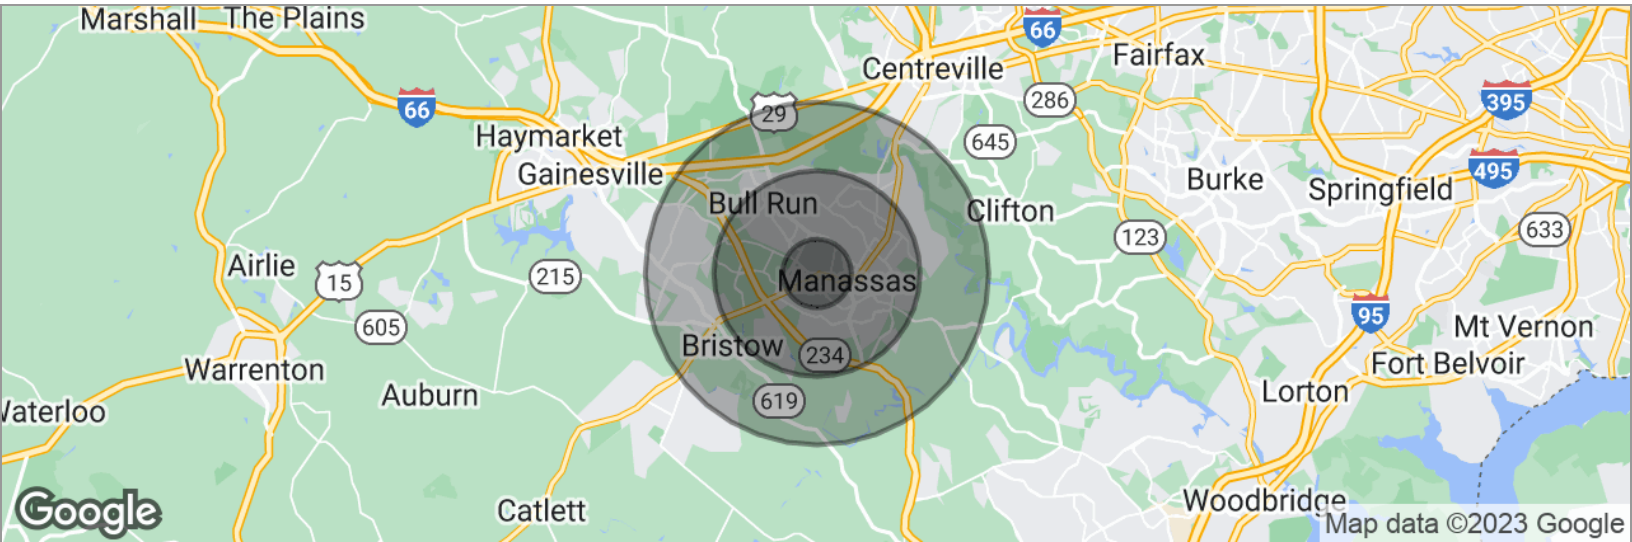 Marshall
The Plains
66
Fairfax
Centreville
395
66
286
29
Haymarket
645
Gainesville
495
Burke
Springfield
Bull Run
Clifton
123
633
Airlie
15
215
Manassas
605
95
Mt Vernon
Bristow
234
Fort Belvoir
Warrenton
Auburn
619
Lorton
Waterloo
Catlett
Woodbridge
Google
Map data ©2023 Google